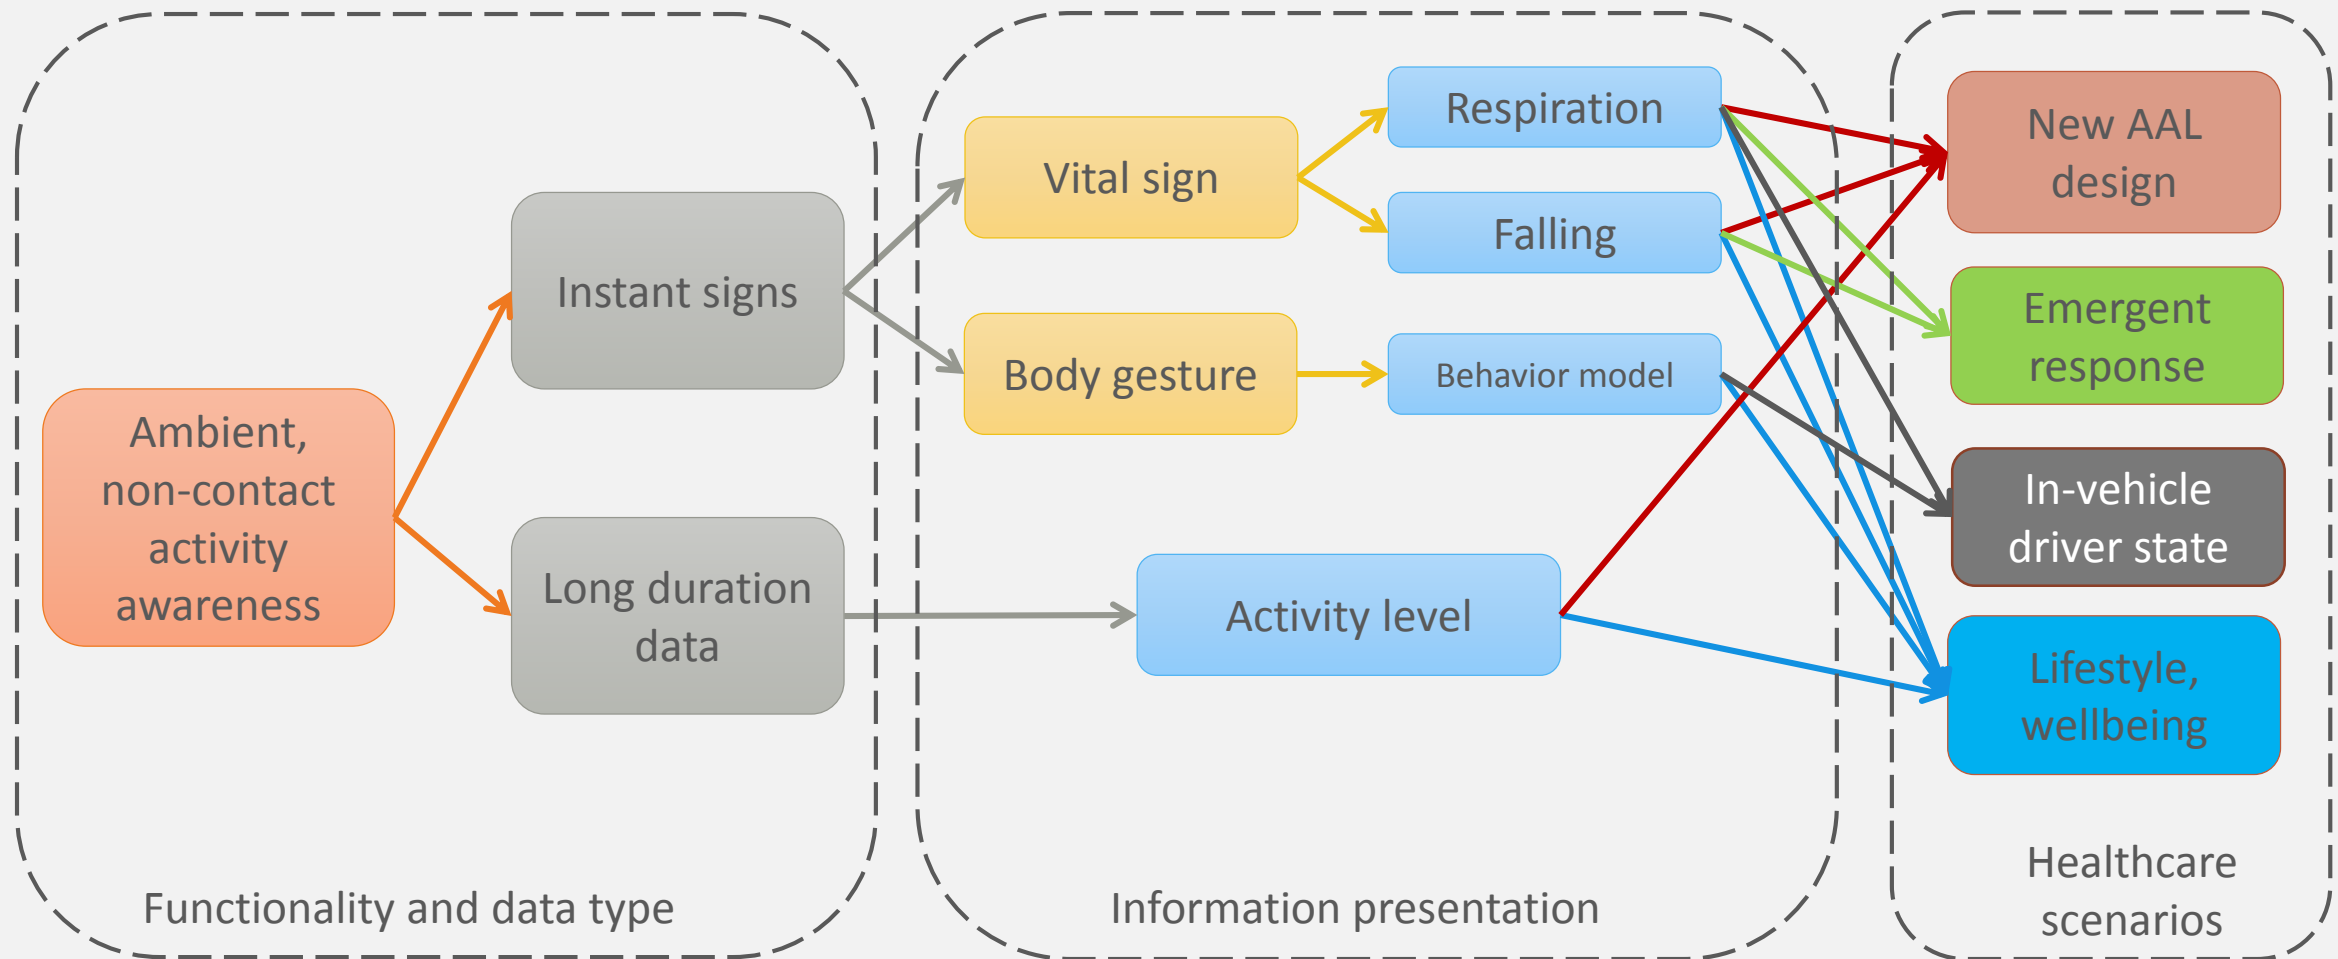 Ambient,
non-contact
activity
awareness
Instant signs
Long duration
data
Functionality and data type
Vital sign
Body gesture
Respiration
Falling
Behavior model
Activity level
Information presentation
New AAL
design
Emergent
response
In-vehicle
driver state
Lifestyle,
wellbeing
Healthcare
scenarios